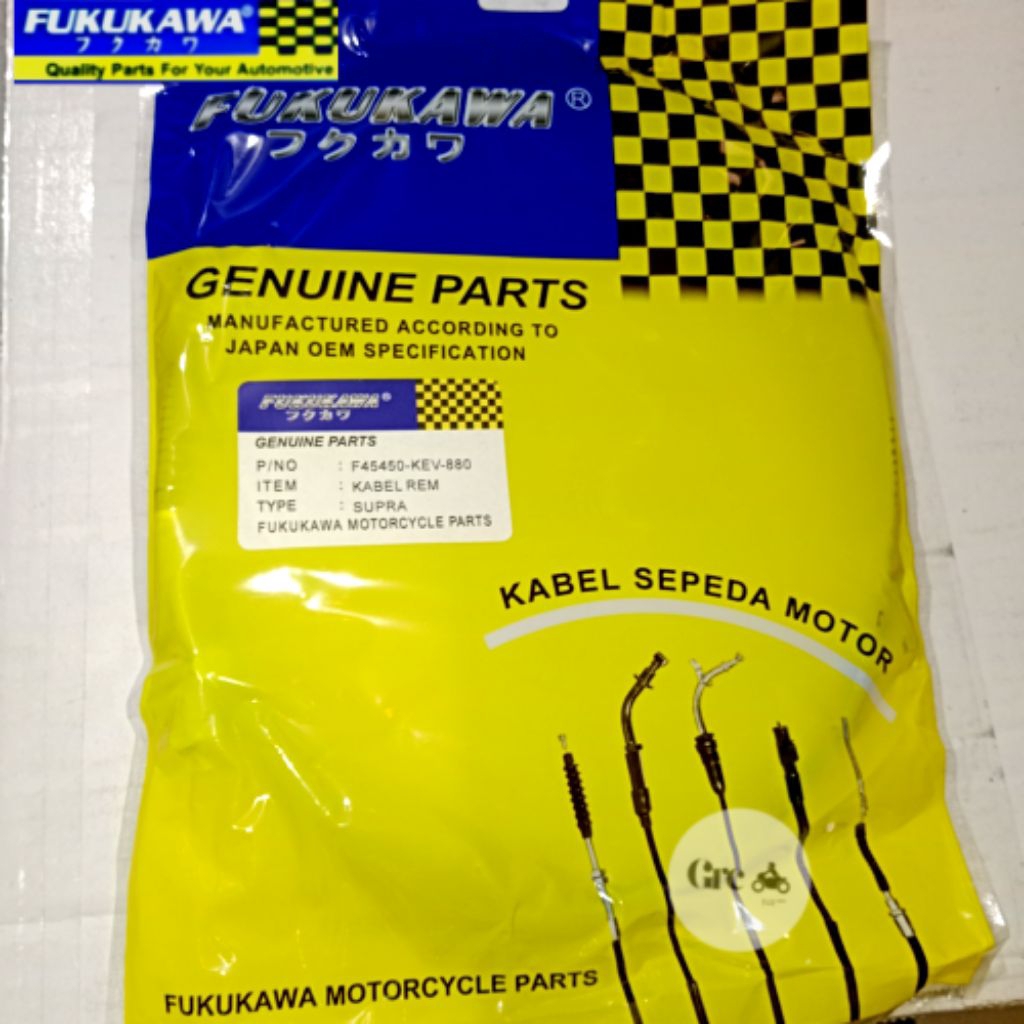 FUKUKAWA®
フクカワ
Quality Parts For Your Automotive
FUKUKAWA®
フクカワ
GENUINE PARTS
MANUFACTURED ACCORDING TO
JAPAN OEM SPECIFICATION
FUKUKAWA®
フクカワ
GENUINE PARTS
P/NO : F45450-KEV-880
ITEM : KABEL REM
TYPE : SUPRA
FUKUKAWA MOTORCYCLE PARTS
KABEL SEPEDA MOTOR
Gre
FUKUKAWA MOTORCYCLE PARTS